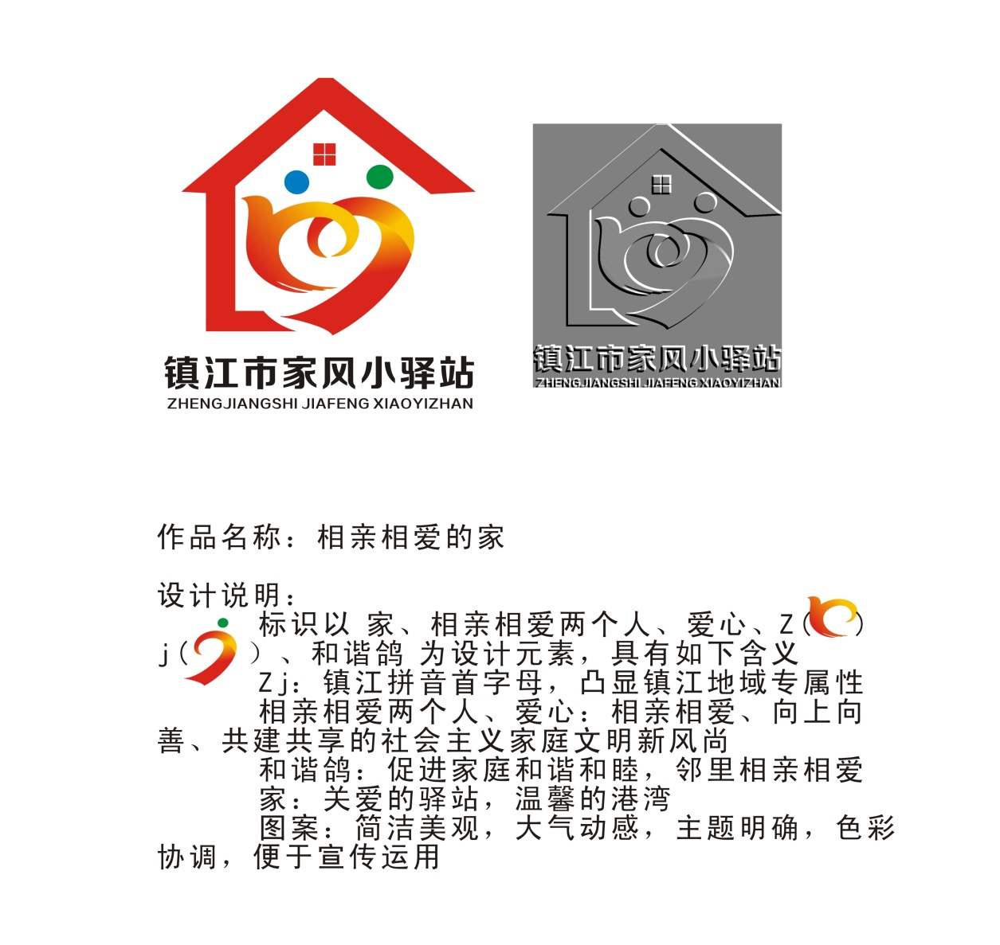 镇江市家风小驿站
ZHENGJIANGSHI JIAFENG XIAOYIZHAN
镇江市家风小驿站
ZHENGJIANGSHI JIAFENG XIAOYIZHAN
作品名称：相亲相爱的家
设计说明：
标识以 家、相亲相爱两个人、爱心、Z( )
j( ）、和谐鸽 为设计元素，具有如下含义
Zj：镇江拼音首字母，凸显镇江地域专属性
相亲相爱两个人、爱心：相亲相爱、向上向
善、共建共享的社会主义家庭文明新风尚
和谐鸽：促进家庭和谐和睦，邻里相亲相爱
家：关爱的驿站，温馨的港湾
图案：简洁美观，大气动感，主题明确，色彩
协调，便于宣传运用